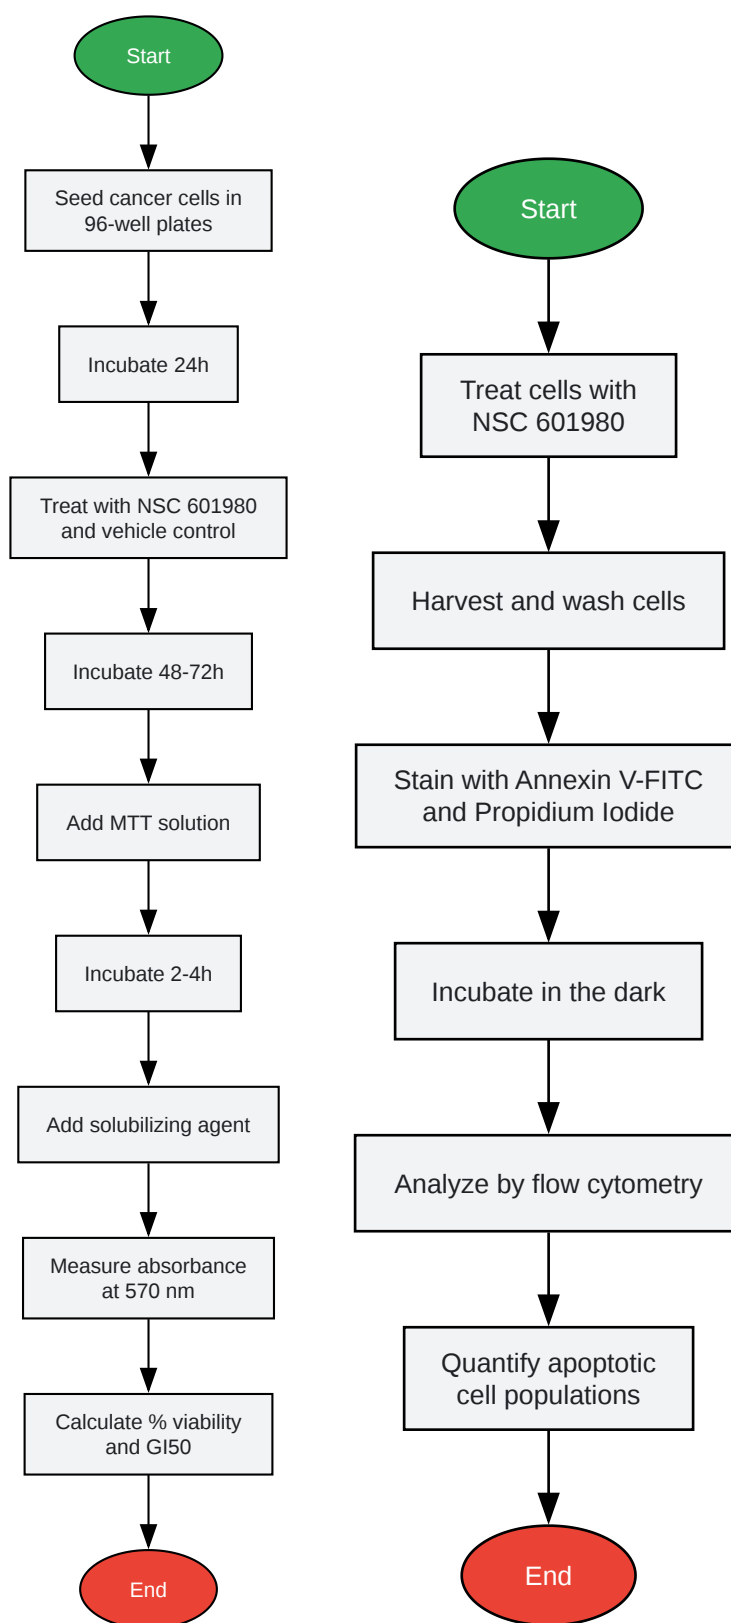 Start
Seed cancer cells in
96-well plates
Incubate 24h
Treat with NSC 601980
and vehicle control
Incubate 48-72h
Add MTT solution
Incubate 2-4h
Add solubilizing agent
Measure absorbance
at 570 nm
Calculate % viability
and GI50
End
Start
Treat cells with
NSC 601980
Harvest and wash cells
Stain with Annexin V-FITC
and Propidium Iodide
Incubate in the dark
Analyze by flow cytometry
Quantify apoptotic
cell populations
End